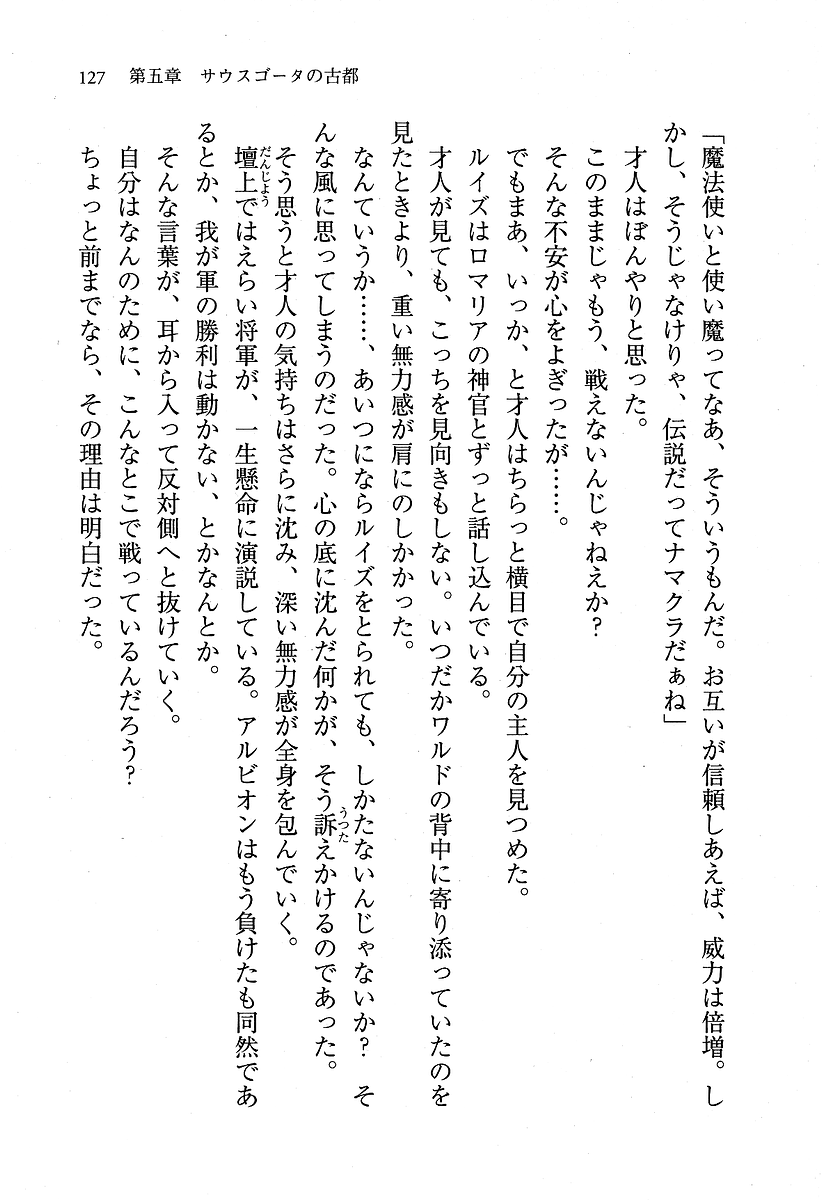 127　第五章　サウスゴータの古都
「魔法使いと使い魔ってなあ、そういうもんだ。お互いが信頼しあえば、威力は倍増。し
かし、そうじゃなけりゃ、伝説だってナマクラだぁね」
才人はぼんやりと思った。
このままじゃもう、戦えないんじゃねえか?
そんな不安が心をよぎったが……。
でもまあ、いっか、と才人はちらっと横目で自分の主人を見つめた。
ルイズはロマリアの神官とずっと話し込んでいる。
才人が見ても、こっちを見向きもしない。いつだかワルドの背中に寄り添っていたのを
見たときより、重い無力感が肩にのしかかった。
なんていうか……、あいつにならルイズをとられても、しかたないんじゃないか?　そ
んな風に思ってしまうのだった。心の底に沈んだ何かが、そう訴えかけるのであった。
そう思うと才人の気持ちはさらに沈み、深い無力感が全身を包んでいく。
壇上ではえらい将軍が、一生懸命に演説している。アルビオンはもう負けたも同然であ
るとか、我が軍の勝利は動かない、とかなんとか。
そんな言葉が、耳から入って反対側へと抜けていく。
自分はなんのために、こんなとこで戦っているんだろう?
ちょっと前までなら、その理由は明白だった。